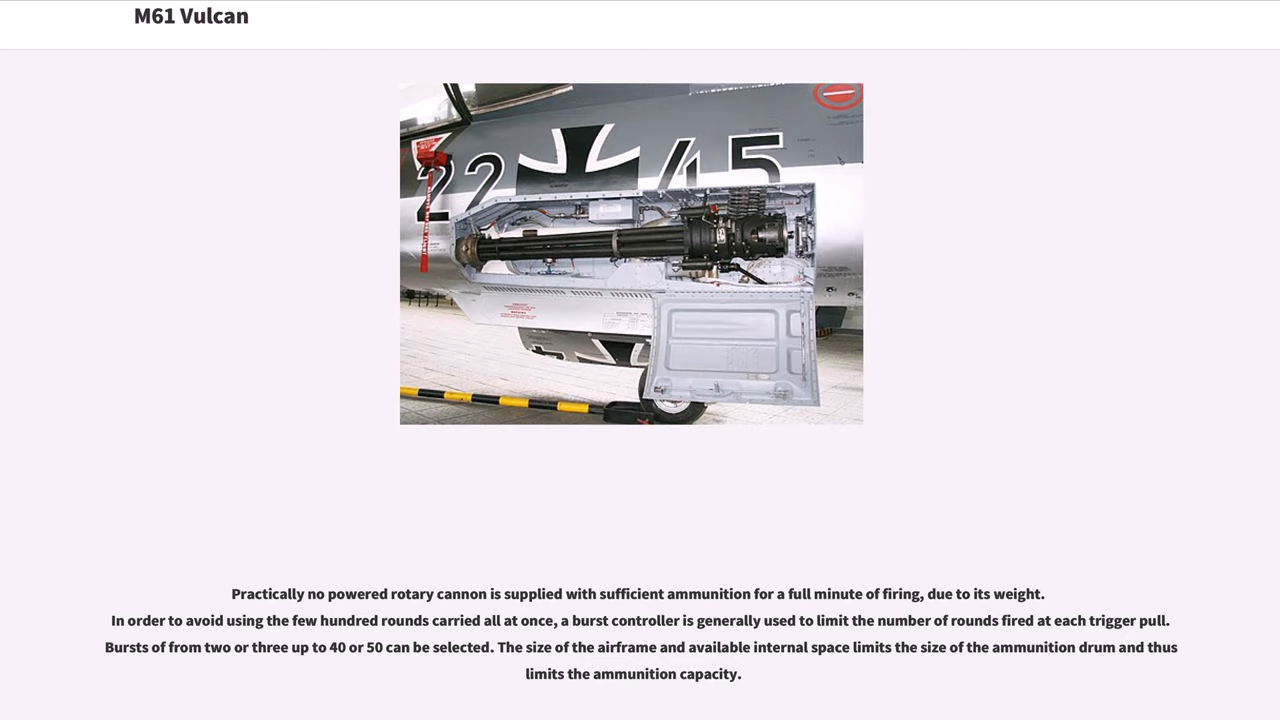 M61 Vulcan
22 45
Practically no powered rotary cannon is supplied with sufficient ammunition for a full minute of firing, due to its weight.
In order to avoid using the few hundred rounds carried all at once, a burst controller is generally used to limit the number of rounds fired at each trigger pull.
Bursts of from two or three up to 40 or 50 can be selected. The size of the airframe and available internal space limits the size of the ammunition drum and thus
limits the ammunition capacity.